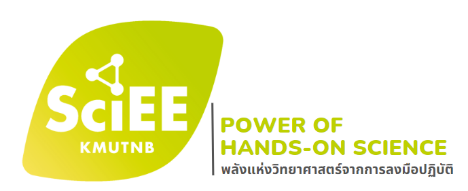 SciEE
KMUTNB
POWER OF
HANDS-ON SCIENCE
พลังแห่งวิทยาศาสตร์จากการลงมือปฏิบัติ